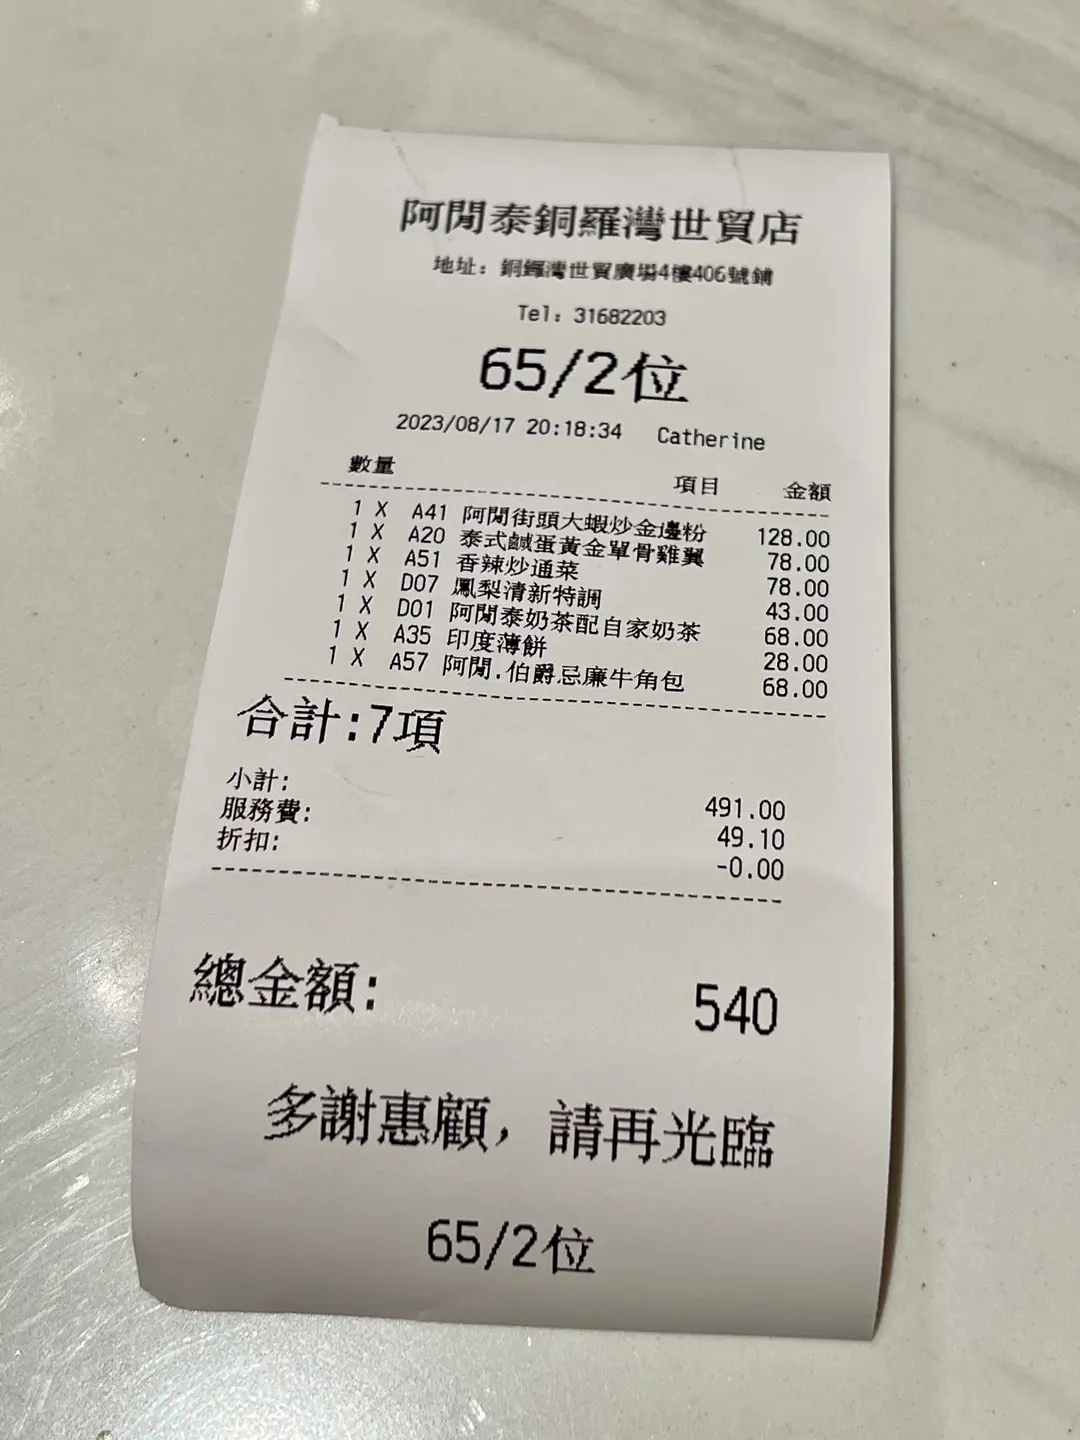 阿閒泰銅羅灣世貿店
地址：銅鑼灣世貿廣場4樓406號鋪
Tel：31682203
65/2位
2023/08/17 20:18:34 Catherine
數量 項目 金額
1 X A41 阿閒街頭大蝦炒金邊粉 128.00
1 X A20 泰式鹹蛋黃金單骨雞翼 78.00
1 X A51 香辣炒通菜 78.00
1 X D07 鳳梨清新特調 43.00
1 X D01 阿閒泰奶茶配自家奶茶 68.00
1 X A35 印度薄餅 28.00
1 X A57 阿閒.伯爵忌廉牛角包 68.00
合計:7項
小計: 491.00
服務費: 49.10
折扣: -0.00
總金額: 540
多謝惠顧，請再光臨
65/2位